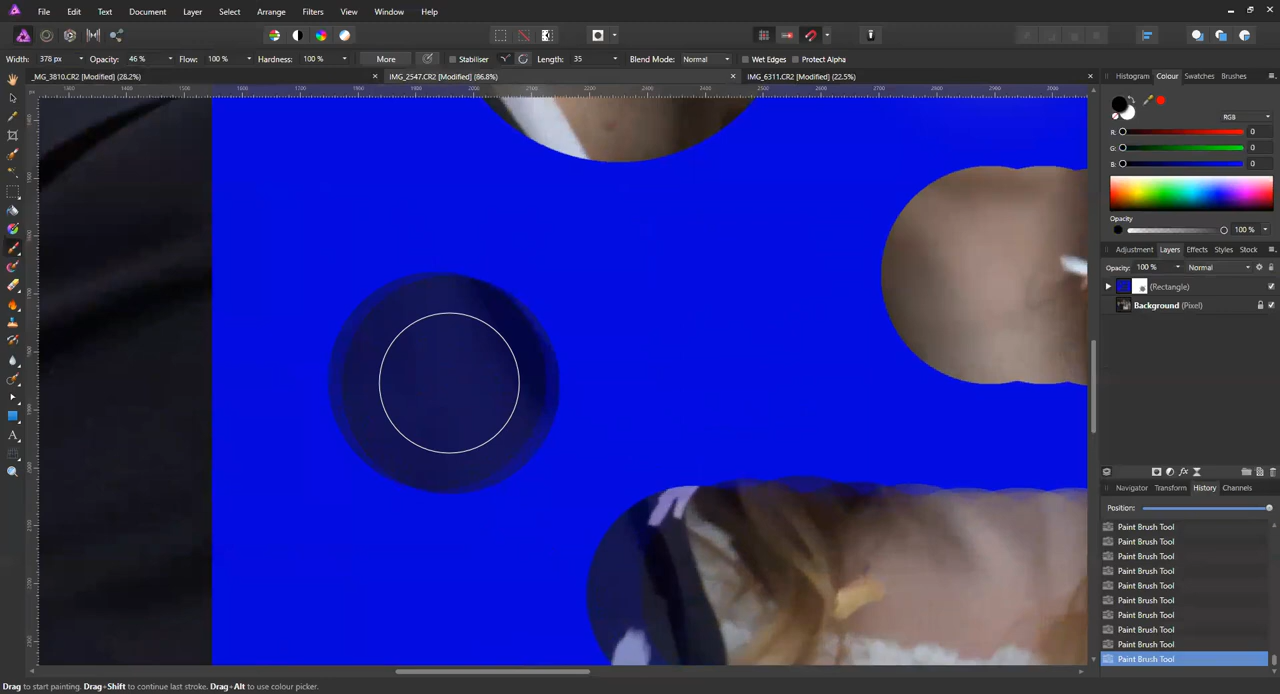 File Edit Text Document Layer Select Arrange Filters View Window Help
Width: 378 px Opacity: 46 % Flow: 100 % Hardness: 100 % More Stabiliser Length: 35 Blend Mode: Normal Wet Edges Protect Alpha
_MG_3810.CR2 [Modified] (28.2%) IMG_2547.CR2 [Modified] (86.8%) IMG_6311.CR2 [Modified] (22.5%)
Histogram Colour Swatches Brushes
RGB
R: 0
G: 0
B: 0
Opacity
100 %
Adjustment Layers Effects Styles Stock
Opacity: 100 % Normal
(Rectangle)
Background (Pixel)
Navigator Transform History Channels
Position:
Paint Brush Tool
Paint Brush Tool
Paint Brush Tool
Paint Brush Tool
Paint Brush Tool
Paint Brush Tool
Paint Brush Tool
Paint Brush Tool
Paint Brush Tool
Paint Brush Tool
Drag to start painting. Drag+Shift to continue last stroke. Drag+Alt to use colour picker.